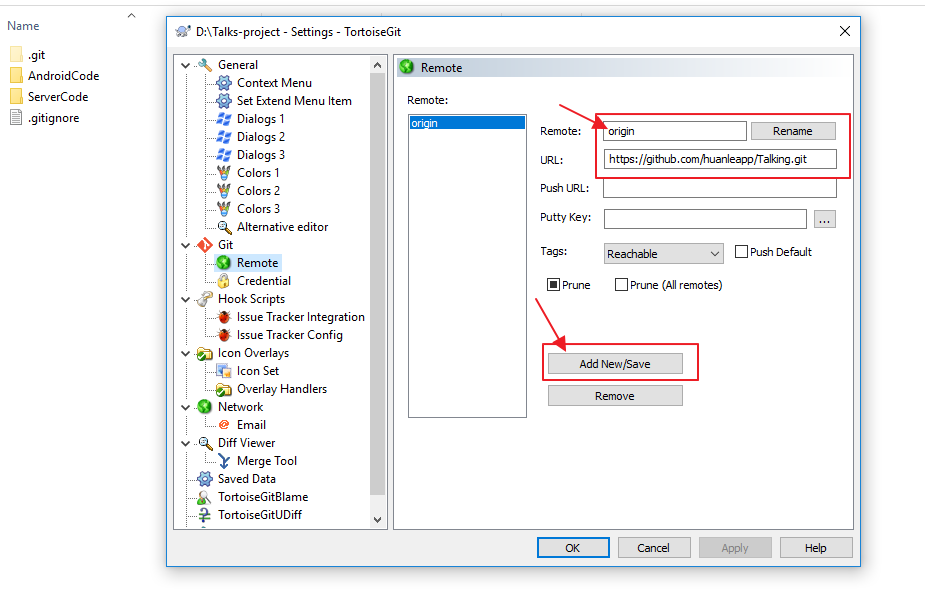 Name
.git
AndroidCode
ServerCode
.gitignore
D:\Talks-project - Settings - TortoiseGit
General
Context Menu
Set Extend Menu Item
Dialogs 1
Dialogs 2
Dialogs 3
Colors 1
Colors 2
Colors 3
Alternative editor
Git
Remote
Credential
Hook Scripts
Issue Tracker Integration
Issue Tracker Config
Icon Overlays
Icon Set
Overlay Handlers
Network
Email
Diff Viewer
Merge Tool
Saved Data
TortoiseGitBlame
TortoiseGitUDiff
Remote
Remote:
origin
Remote: origin Rename
URL: https://github.com/huanleapp/Talking.git
Push URL:
Putty Key: ...
Tags: Reachable Push Default
Prune Prune (All remotes)
Add New/Save
Remove
OK Cancel Apply Help